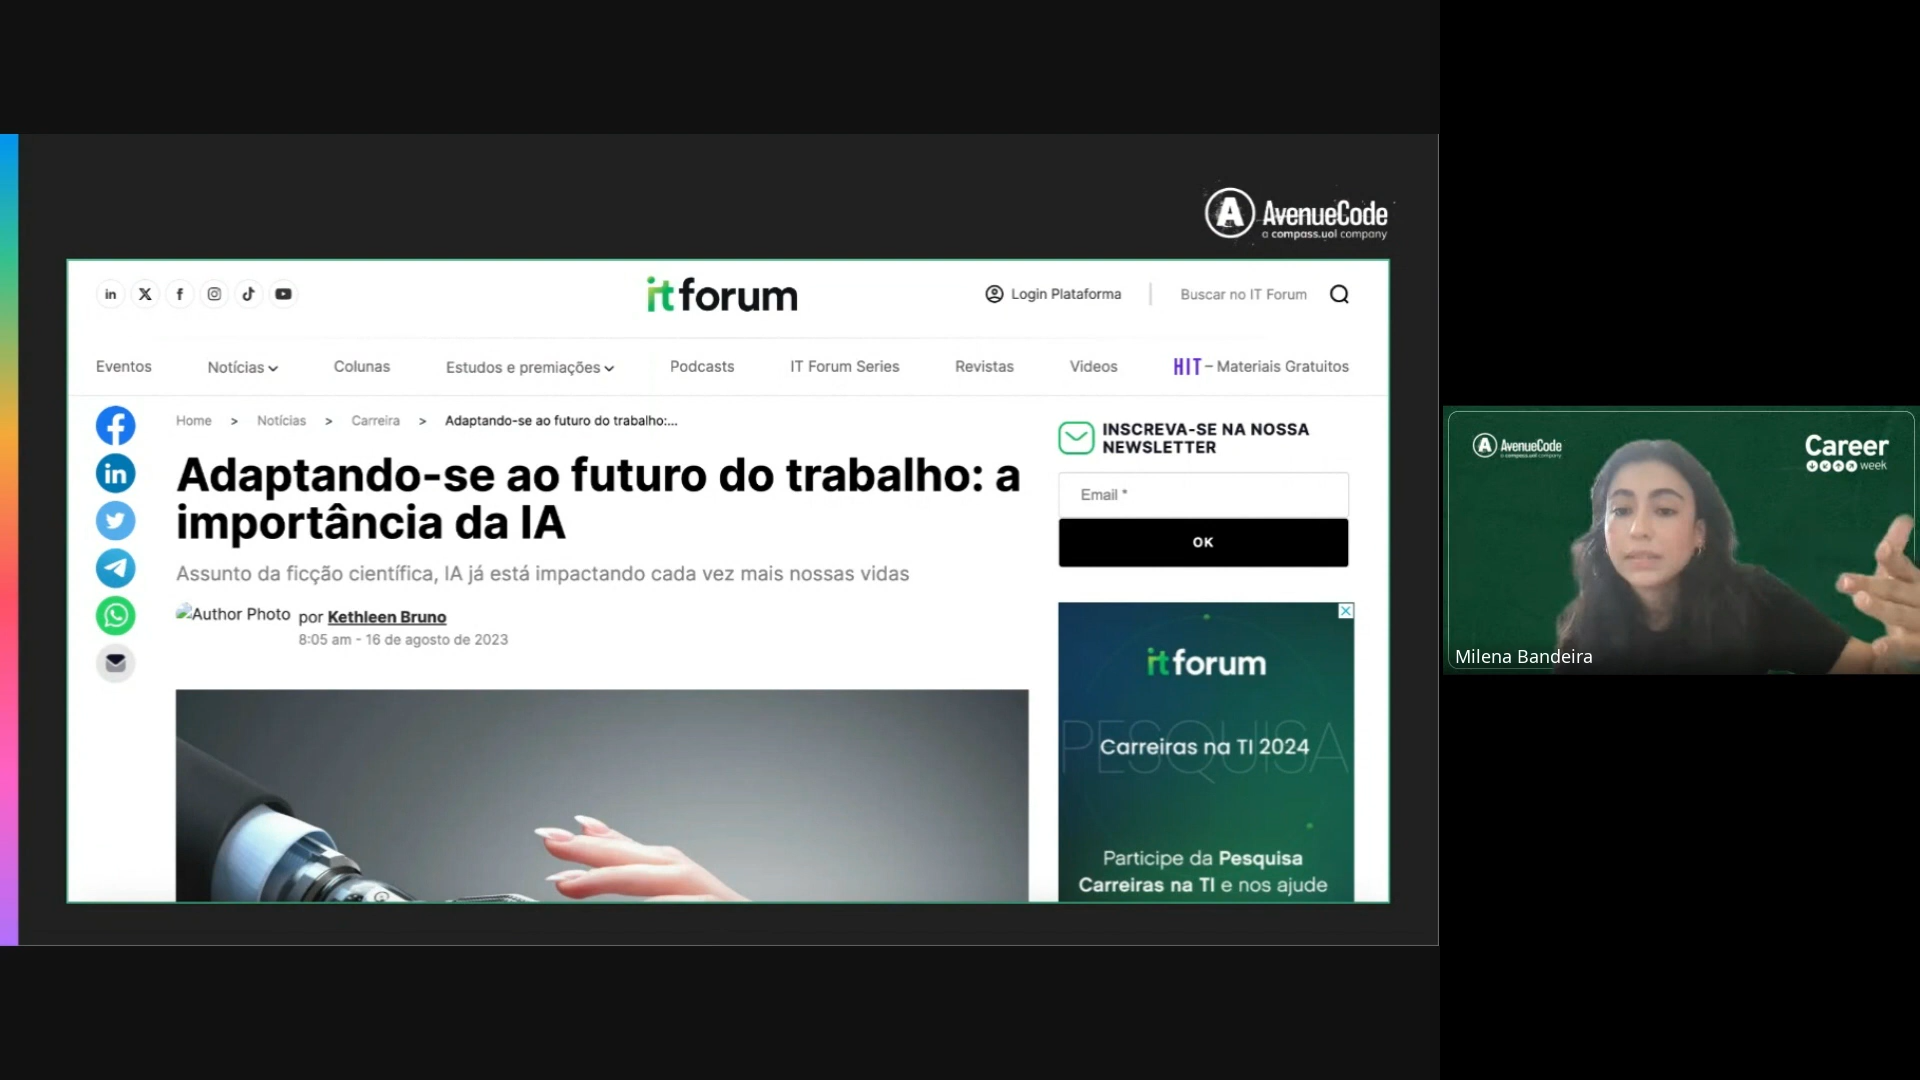 AvenueCode
a compass.uol company
in X f
itforum
Login Plataforma
Buscar no IT Forum
Eventos
Notícias
Colunas
Estudos e premiações
Podcasts
IT Forum Series
Revistas
Videos
HIT – Materiais Gratuitos
Home > Notícias > Carreira > Adaptando-se ao futuro do trabalho:...
Adaptando-se ao futuro do trabalho: a
importância da IA
Assunto da ficção científica, IA já está impactando cada vez mais nossas vidas
Author Photo
por Kethleen Bruno
8:05 am - 16 de agosto de 2023
in
INSCREVA-SE NA NOSSA
NEWSLETTER
Email *
OK
itforum
PESQUISA
Carreiras na TI 2024
Participe da Pesquisa
Carreiras na TI e nos ajude
AvenueCode
a compass.uol company
Career
week
Milena Bandeira